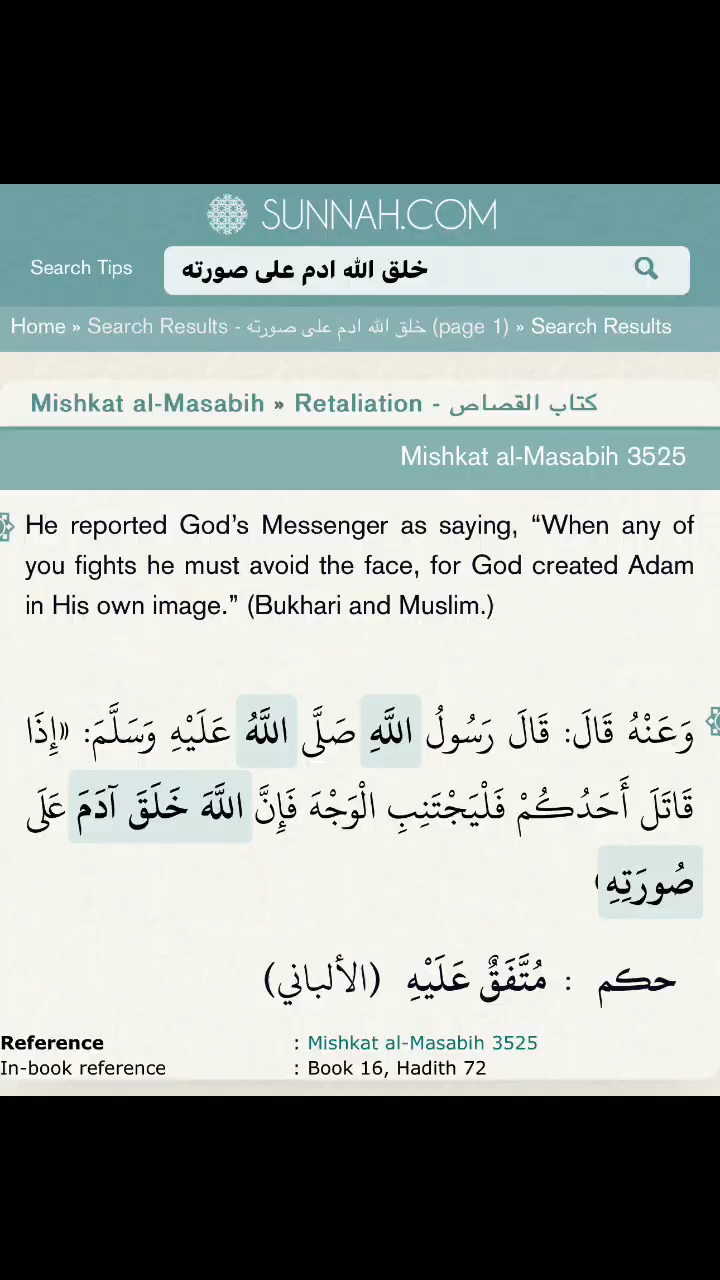 SUNNAH.COM
Search Tips
خلق الله ادم على صورته
Home » Search Results - خلق الله ادم على صورته (page 1) » Search Results
Mishkat al-Masabih » Retaliation - كتاب القصاص
Mishkat al-Masabih 3525
He reported God’s Messenger as saying, “When any of
you fights he must avoid the face, for God created Adam
in His own image.” (Bukhari and Muslim.)
وَعَنْهُ قَالَ: قَالَ رَسُولُ اللَّهِ صَلَّى اللَّهُ عَلَيْهِ وَسَلَّمَ: «إِذَا
قَاتَلَ أَحَدُكُمْ فَلْيَجْتَنِبِ الْوَجْهَ فَإِنَّ اللَّهَ خَلَقَ آدَمَ عَلَى
صُورَتِهِ)
حكم : مُتَّفَقٌ عَلَيْهِ (الألباني)
Reference : Mishkat al-Masabih 3525
In-book reference : Book 16, Hadith 72